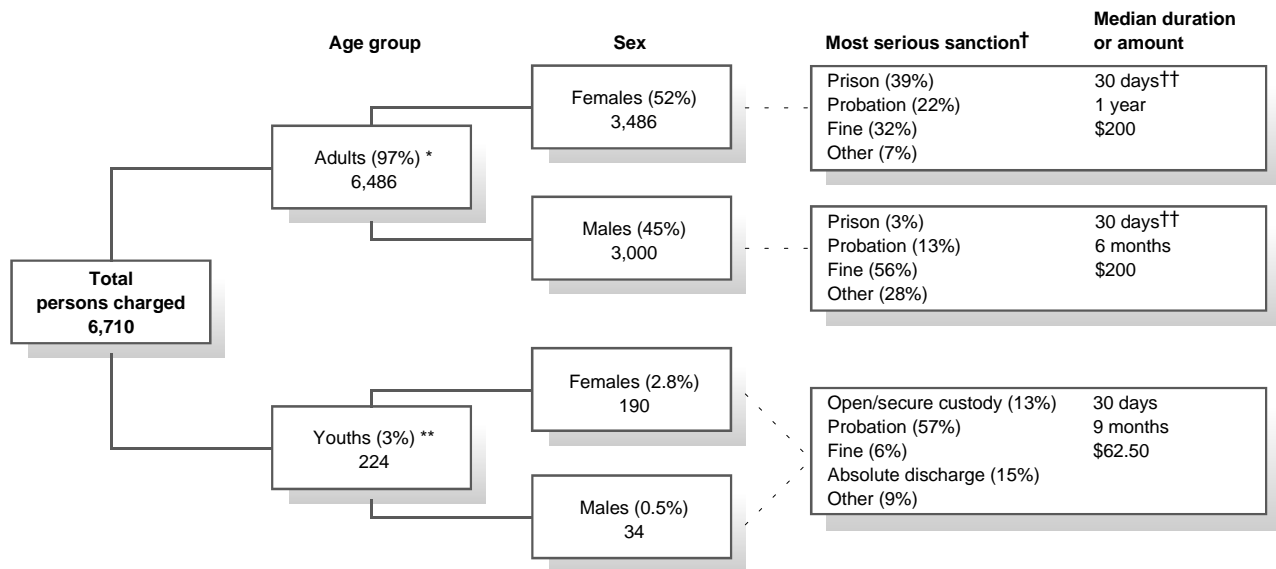 Age group
Sex
Most serious sanction†
Median duration
or amount
Total
persons charged
6,710
Adults (97%) *
6,486
Females (52%)
3,486
Prison (39%) 30 days††
Probation (22%) 1 year
Fine (32%) $200
Other (7%)
Males (45%)
3,000
Prison (3%) 30 days††
Probation (13%) 6 months
Fine (56%) $200
Other (28%)
Youths (3%) **
224
Females (2.8%)
190
Males (0.5%)
34
Open/secure custody (13%) 30 days
Probation (57%) 9 months
Fine (6%) $62.50
Absolute discharge (15%)
Other (9%)